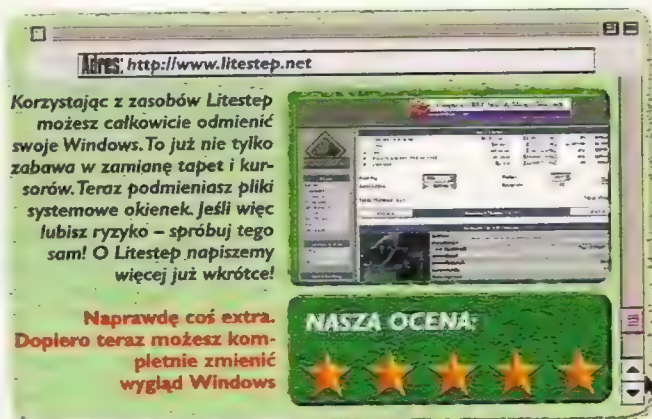 Adres: http://www.litestep.net
Korzystając z zasobów Litestep
możesz całkowicie odmienić
swoje Windows. To już nie tylko
zabawa w zamianę tapet i kur-
sorów. Teraz podmieniasz pliki
systemowe okienek. Jeśli więc
lubisz ryzyko – spróbuj tego
sam! O Litestep napiszemy
więcej już wkrótce!
Naprawdę coś extra.
Dopiero teraz możesz kom-
pletnie zmienić
wygląd Windows
NASZA OCENA: